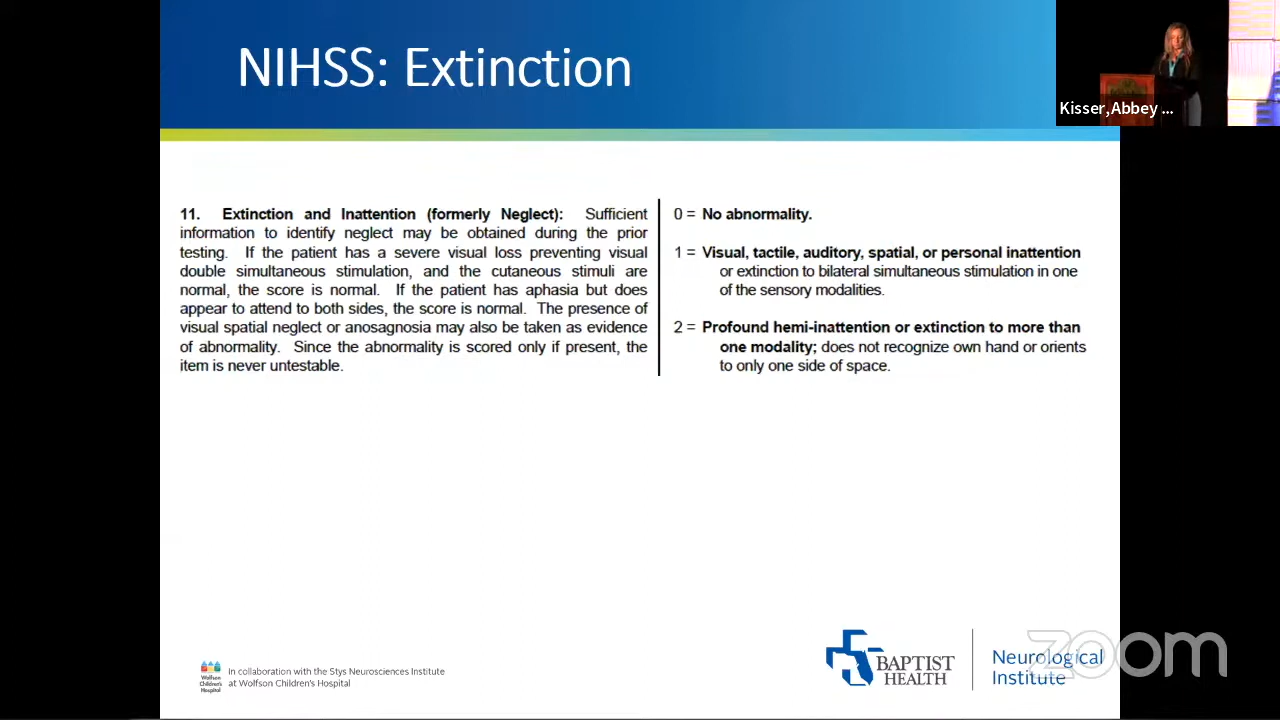 NIHSS: Extinction
Kisser,Abbey ...
11. Extinction and Inattention (formerly Neglect): Sufficient
information to identify neglect may be obtained during the prior
testing. If the patient has a severe visual loss preventing visual
double simultaneous stimulation, and the cutaneous stimuli are
normal, the score is normal. If the patient has aphasia but does
appear to attend to both sides, the score is normal. The presence of
visual spatial neglect or anosagnosia may also be taken as evidence
of abnormality. Since the abnormality is scored only if present, the
item is never untestable.
0 = No abnormality.
1 = Visual, tactile, auditory, spatial, or personal inattention
or extinction to bilateral simultaneous stimulation in one
of the sensory modalities.
2 = Profound hemi-inattention or extinction to more than
one modality; does not recognize own hand or orients
to only one side of space.
Wolfson
Children's
Hospital
In collaboration with the Stys Neurosciences Institute
at Wolfson Children's Hospital
BAPTIST
HEALTH
Neurological
Institute
zoom